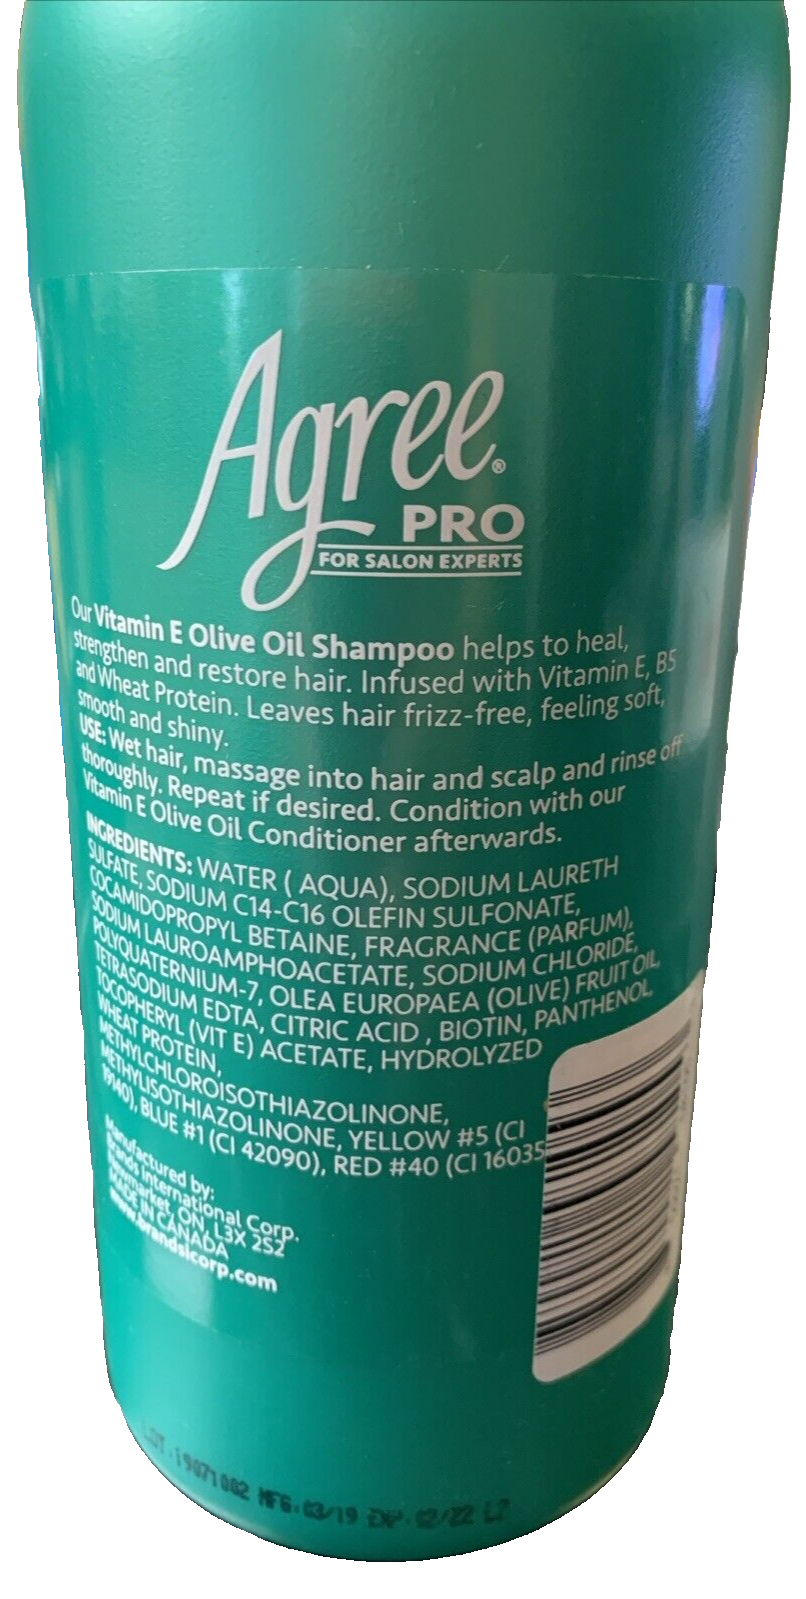 Agree®
PRO
FOR SALON EXPERTS
Our Vitamin E Olive Oil Shampoo helps to heal,
strengthen and restore hair. Infused with Vitamin E, B5
and Wheat Protein. Leaves hair frizz-free, feeling soft,
smooth and shiny.
USE: Wet hair, massage into hair and scalp and rinse off
thoroughly. Repeat if desired. Condition with our
Vitamin E Olive Oil Conditioner afterwards.
INGREDIENTS: WATER ( AQUA), SODIUM LAURETH
SULFATE, SODIUM C14-C16 OLEFIN SULFONATE,
COCAMIDOPROPYL BETAINE, FRAGRANCE (PARFUM),
SODIUM LAUROAMPHOACETATE, SODIUM CHLORIDE,
POLYQUATERNIUM-7, OLEA EUROPAEA (OLIVE) FRUIT OIL,
TETRASODIUM EDTA, CITRIC ACID , BIOTIN, PANTHENOL,
TOCOPHERYL (VIT E) ACETATE, HYDROLYZED
WHEAT PROTEIN,
METHYLCHLOROISOTHIAZOLINONE,
METHYLISOTHIAZOLINONE, YELLOW #5 (CI
19140), BLUE #1 (CI 42090), RED #40 (CI 16035
Manufactured by:
Brands International Corp.
Newmarket, ON, L3X 2S2
MADE IN CANADA
www.brandsicorp.com
LOT:19071002 MFG:03/19 EXP:02/22